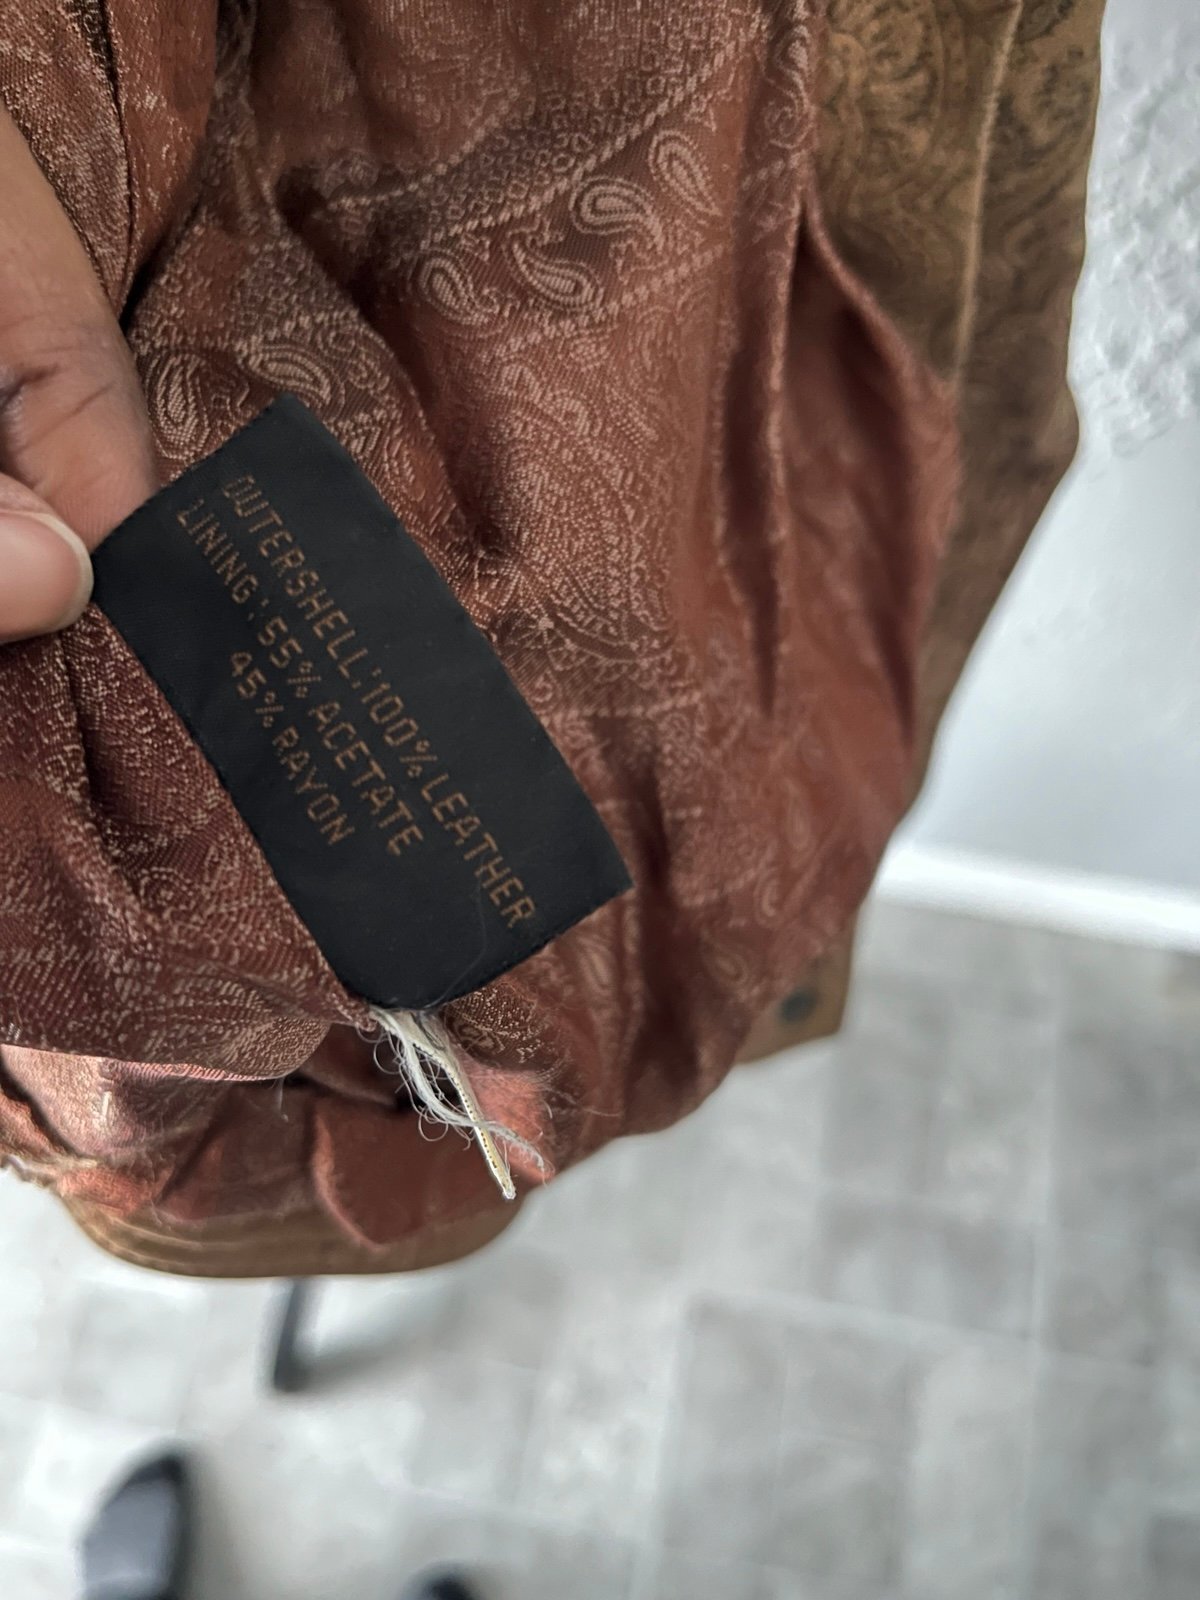 OUTERSHELL:100% LEATHER
LINING:55% ACETATE
45% RAYON